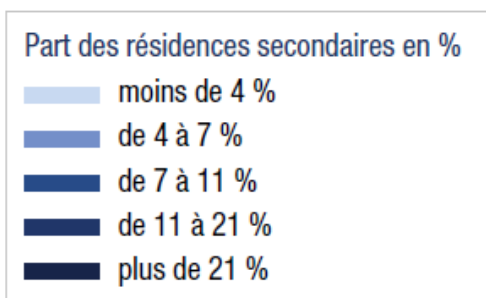 Part des résidences secondaires en %
moins de 4 %
de 4 à 7 %
de 7 à 11 %
de 11 à 21 %
plus de 21 %